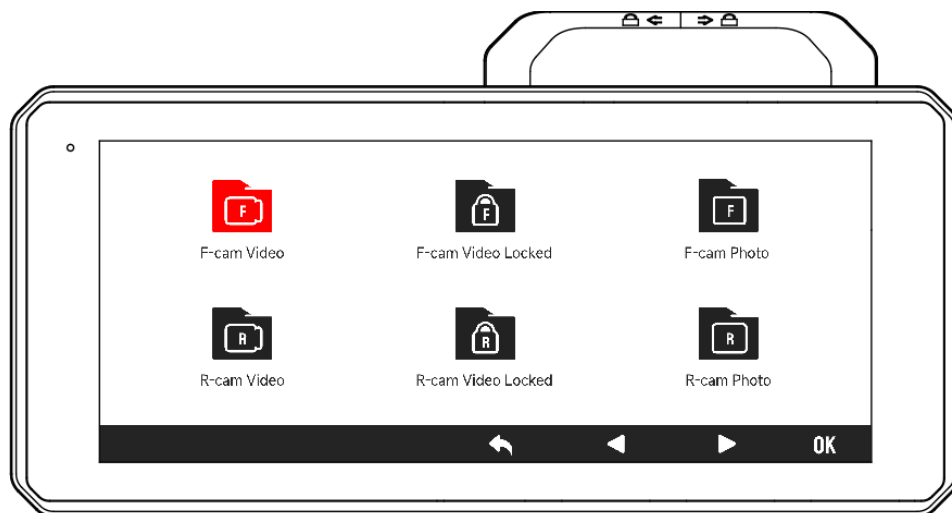 F
F
F
F-cam Video
F-cam Video Locked
F-cam Photo
R
R
R
R-cam Video
R-cam Video Locked
R-cam Photo
OK